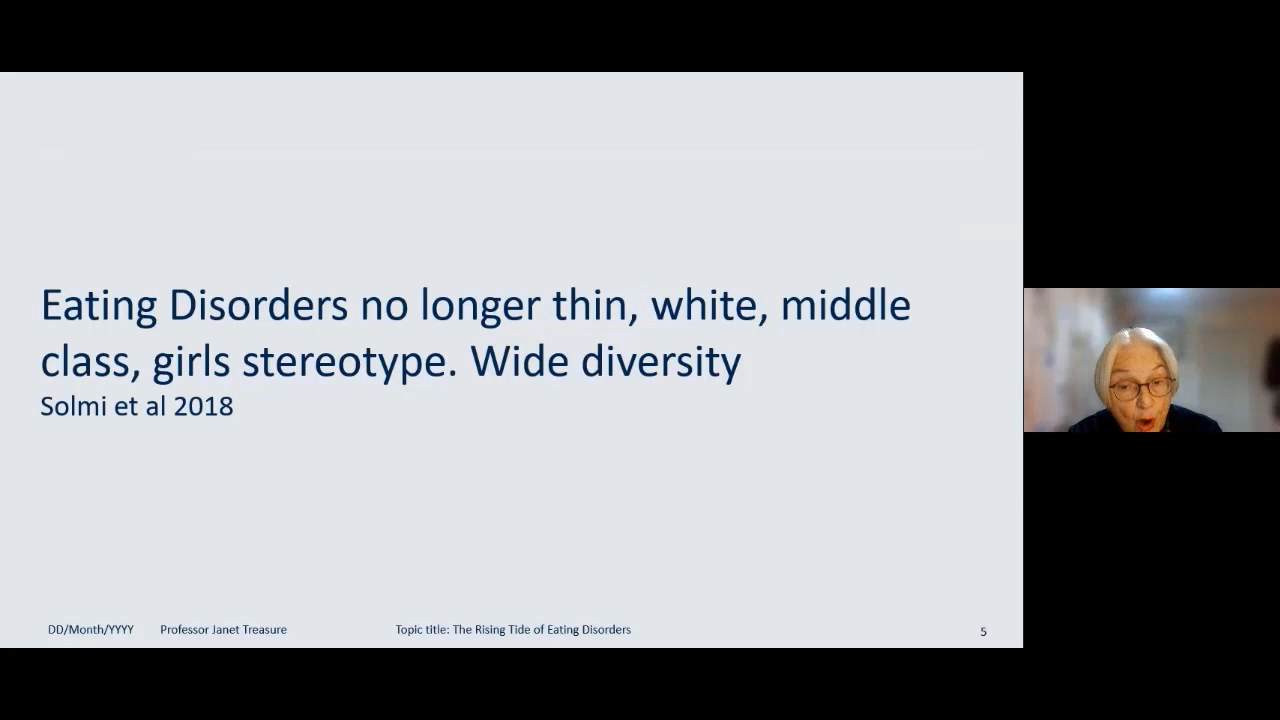 Eating Disorders no longer thin, white, middle
class, girls stereotype. Wide diversity
Solmi et al 2018
DD/Month/YYYY Professor Janet Treasure Topic title: The Rising Tide of Eating Disorders 5